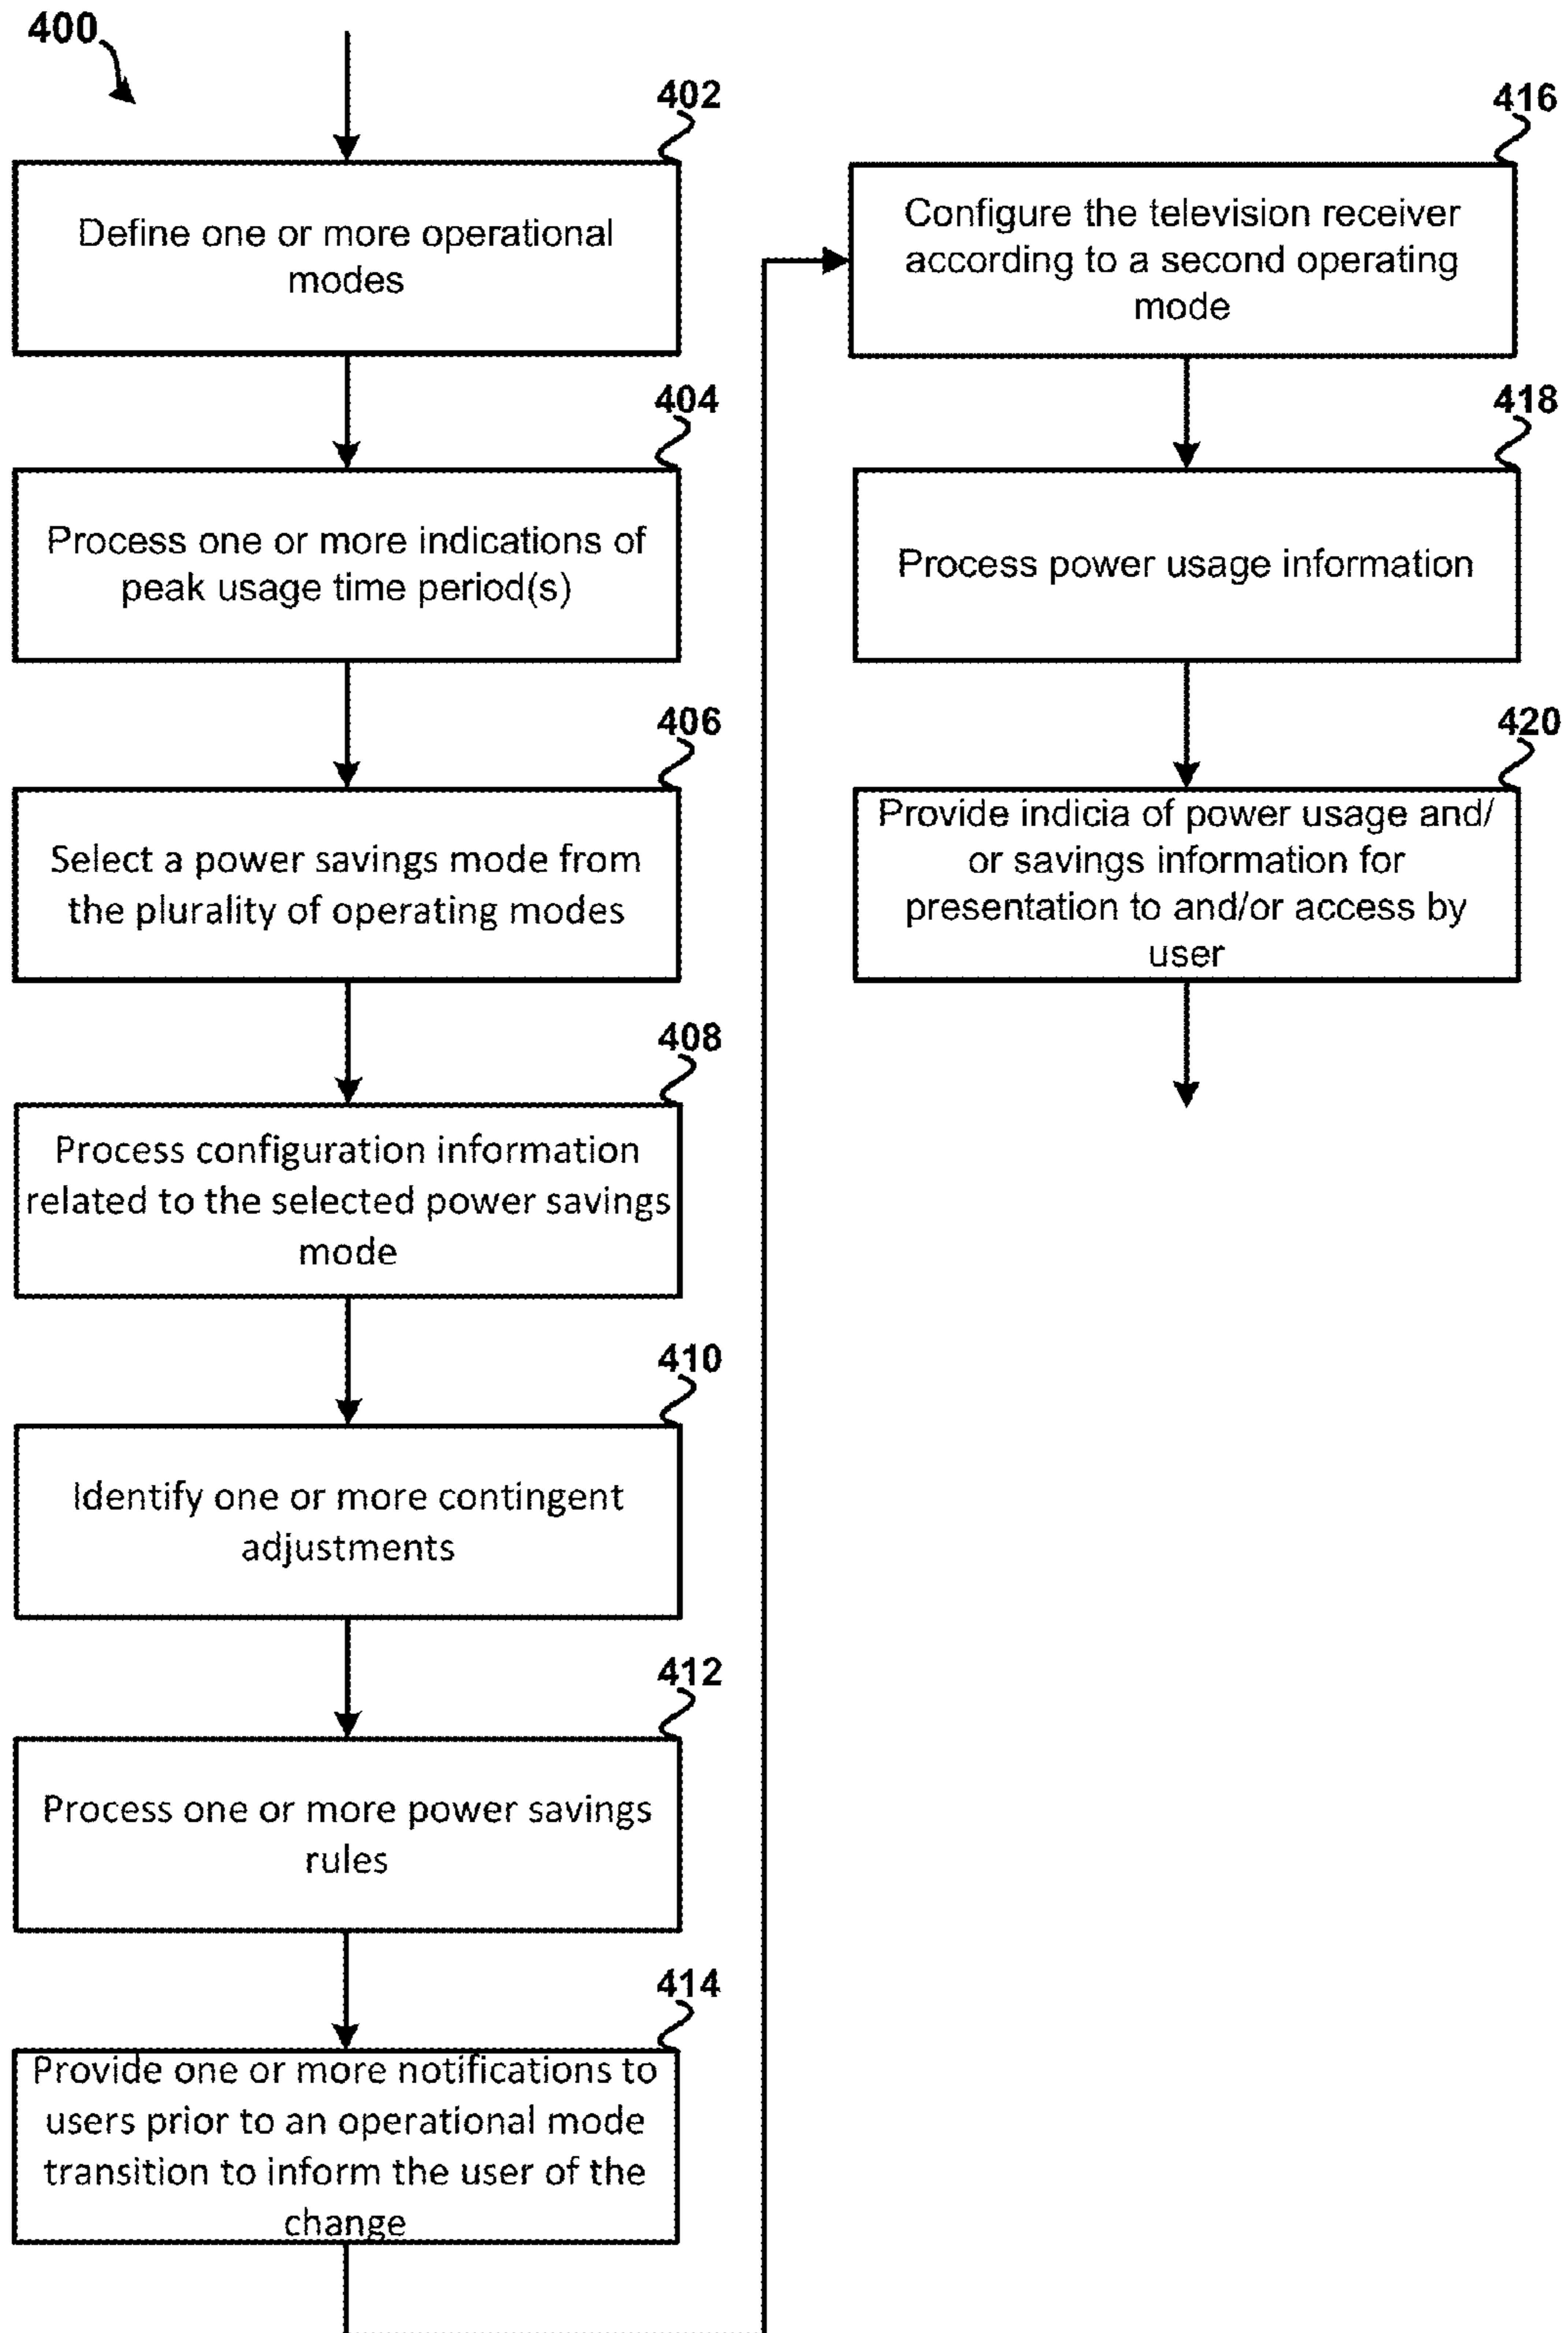 400
402
Define one or more operational
modes
404
Process one or more indications of
peak usage time period(s)
406
Select a power savings mode from
the plurality of operating modes
408
Process configuration information
related to the selected power savings
mode
410
Identify one or more contingent
adjustments
412
Process one or more power savings
rules
414
Provide one or more notifications to
users prior to an operational mode
transition to inform the user of the
change
416
Configure the television receiver
according to a second operating
mode
418
Process power usage information
420
Provide indicia of power usage and/
or savings information for
presentation to and/or access by
user